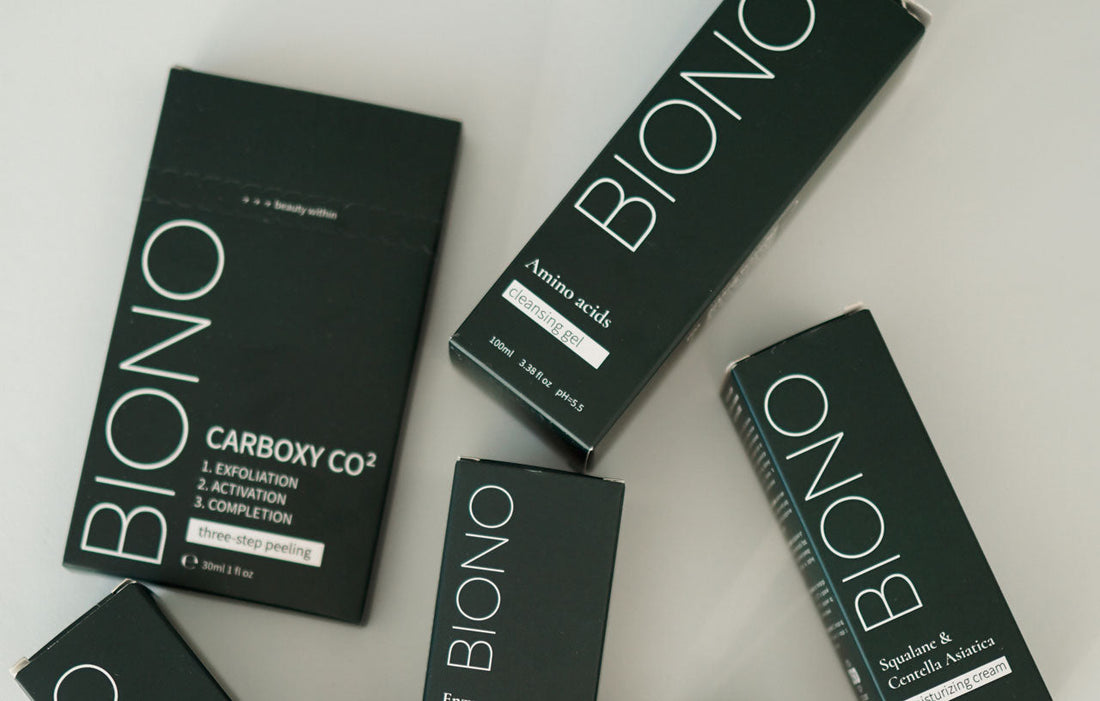 → → → beauty within
BIONO
CARBOXY CO²
1. EXFOLIATION
2. ACTIVATION
3. COMPLETION
three-step peeling
℮ 30ml 1 fl oz
BIONO
Amino acids
cleansing gel
100ml 3.38 fl oz pH=5.5
BIONO
BIONO
Squalane &
Centella Asiatica
cream